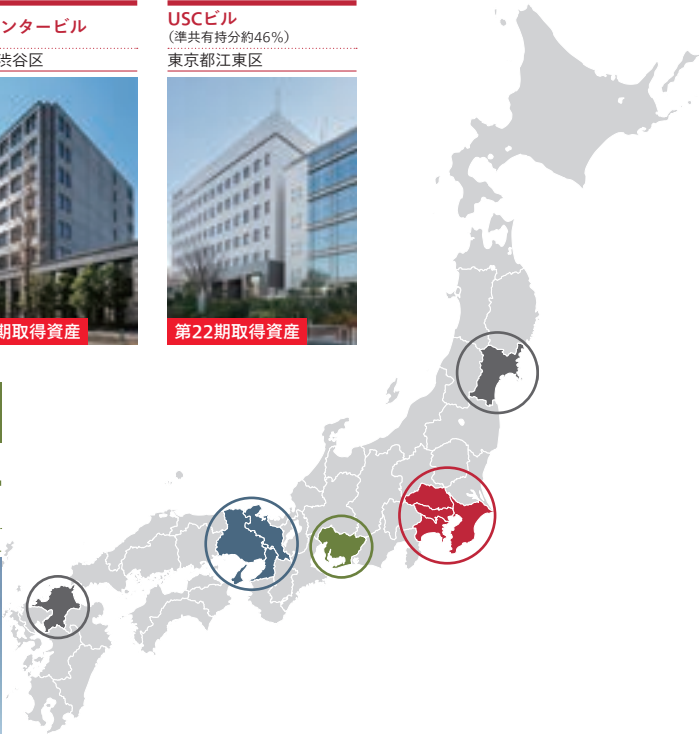 ンタービル
渋谷区
期取得資産
USCビル
(準共有持分約46%)
東京都江東区
第22期取得資産